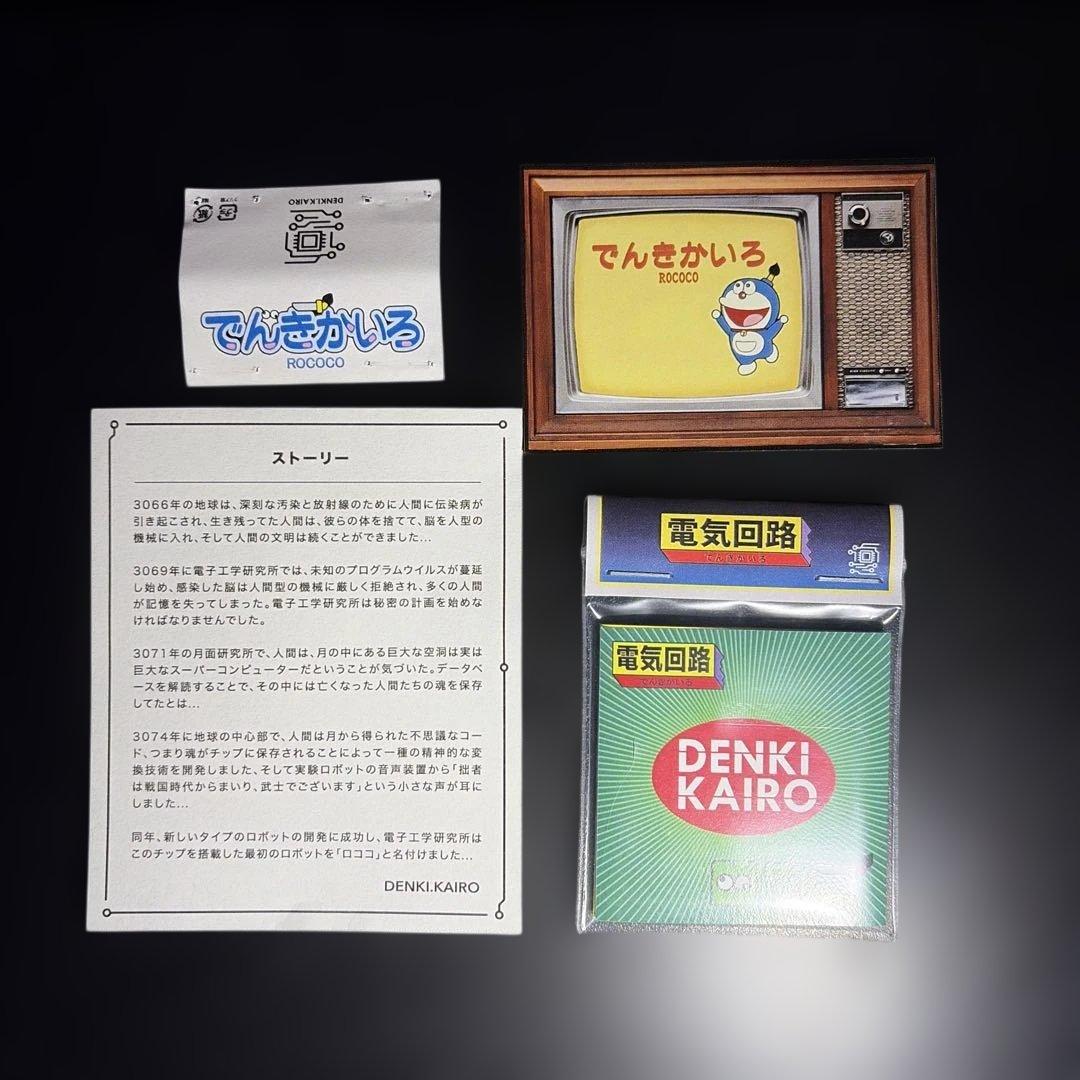 DENKI.KAIRO
でんきかいろ
ROCOCO
でんきかいろ
ROCOCO
ストーリー
3066年の地球は、深刻な汚染と放射線のために人間に伝染病が
引き起こされ、生き残ってた人間は、彼らの体を捨てて、脳を人型の
機械に入れ、そして人間の文明は続くことができました...
3069年に電子工学研究所では、未知のプログラムウイルスが蔓延
し始め、感染した脳は人間型の機械に厳しく拒絶され、多くの人間
が記憶を失ってしまった。電子工学研究所は秘密の計画を始めな
ければなりませんでした。
3071年の月面研究所で、人間は、月の中にある巨大な空洞は実は
巨大なスーパーコンピューターだということが気づいた。データベ
ースを解読することで、その中には亡くなった人間たちの魂を保存
してたとは...
3074年に地球の中心部で、人間は月から得られた不思議なコー
ド、つまり魂がチップに保存されることによって一種の精神的な変
換技術を開発しました、そして実験ロボットの音声装置から「拙者
は戦国時代からまいり、武士でございます」という小さな声が耳に
しました...
同年、新しいタイプのロボットの開発に成功し、電子工学研究所は
このチップを搭載した最初のロボットを「ロココ」と名付けました...
DENKI.KAIRO
電気回路
でんきかいろ
電気回路
でんきかいろ
DENKI
KAIRO